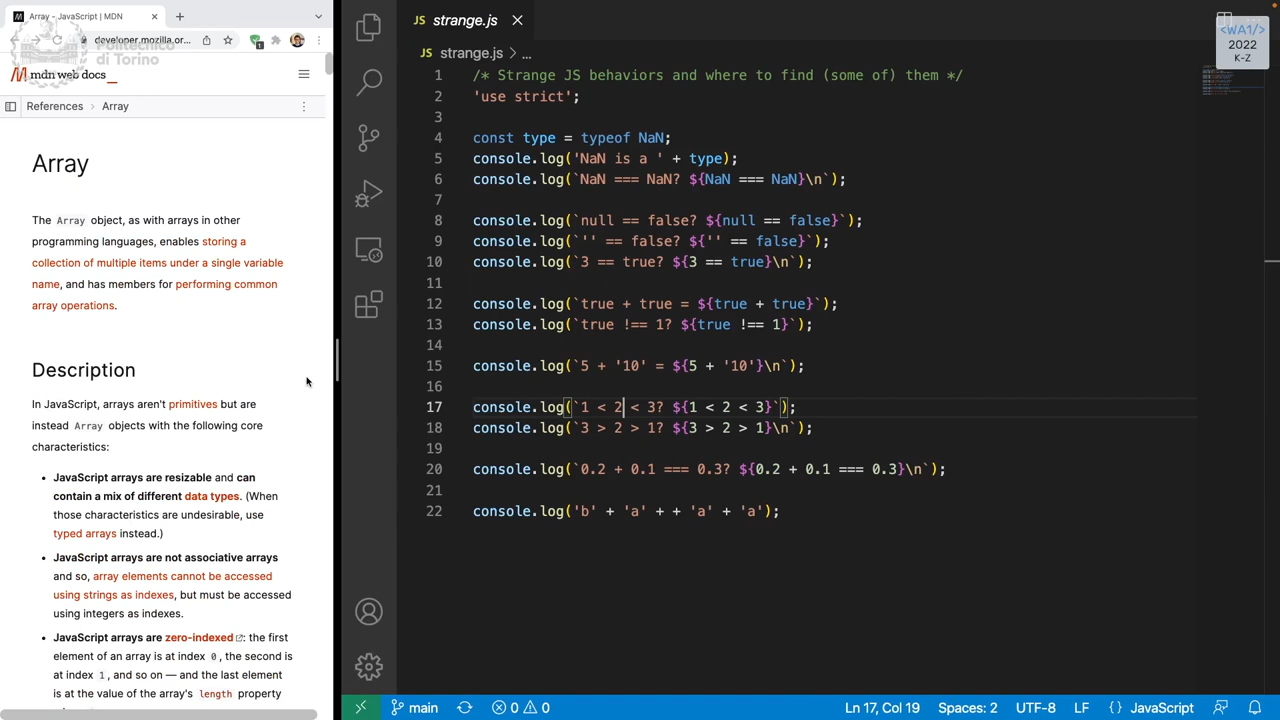 Array - JavaScript | MDN
developer.mozilla.or...
1
Politecnico
di Torino
mdn web docs
References > Array
Array
The Array object, as with arrays in other
programming languages, enables storing a
collection of multiple items under a single variable
name, and has members for performing common
array operations.
Description
In JavaScript, arrays aren't primitives but are
instead Array objects with the following core
characteristics:
• JavaScript arrays are resizable and can
contain a mix of different data types. (When
those characteristics are undesirable, use
typed arrays instead.)
• JavaScript arrays are not associative arrays
and so, array elements cannot be accessed
using strings as indexes, but must be accessed
using integers as indexes.
• JavaScript arrays are zero-indexed: the first
element of an array is at index 0, the second is
at index 1, and so on — and the last element
is at the value of the array's length property
JS strange.js
JS strange.js > ...
<WA1/>
2022
K-Z
1 /* Strange JS behaviors and where to find (some of) them */
2 'use strict';
3
4 const type = typeof NaN;
5 console.log('NaN is a ' + type);
6 console.log(`NaN === NaN? ${NaN === NaN}\n`);
7
8 console.log(`null == false? ${null == false}`);
9 console.log(`'' == false? ${'' == false}`);
10 console.log(`3 == true? ${3 == true}\n`);
11
12 console.log(`true + true = ${true + true}`);
13 console.log(`true !== 1? ${true !== 1}`);
14
15 console.log(`5 + '10' = ${5 + '10'}\n`);
16
17 console.log(`1 < 2 < 3? ${1 < 2 < 3}`);
18 console.log(`3 > 2 > 1? ${3 > 2 > 1}\n`);
19
20 console.log(`0.2 + 0.1 === 0.3? ${0.2 + 0.1 === 0.3}\n`);
21
22 console.log('b' + 'a' + + 'a' + 'a');
main 0 0 Ln 17, Col 19 Spaces: 2 UTF-8 LF {} JavaScript